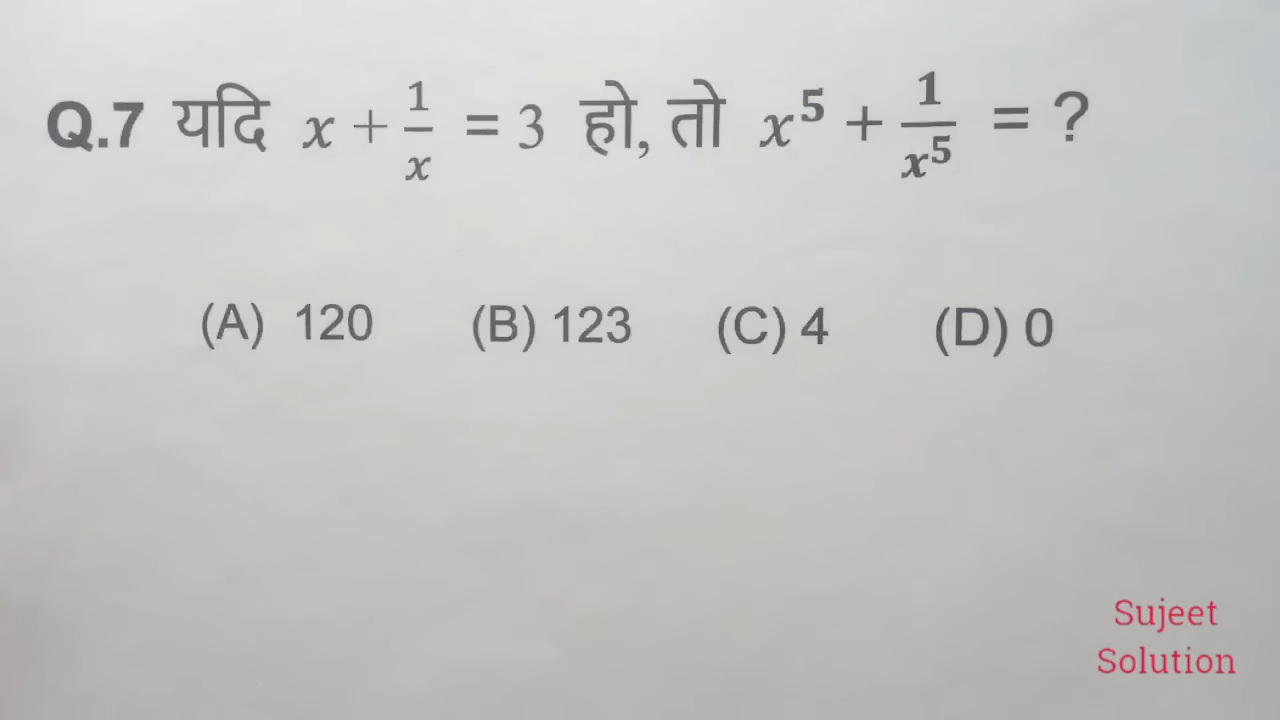 Q.7 यदि x + 1/x = 3 हो, तो x⁵ + 1/x⁵ = ?
(A) 120 (B) 123 (C) 4 (D) 0
Sujeet
Solution